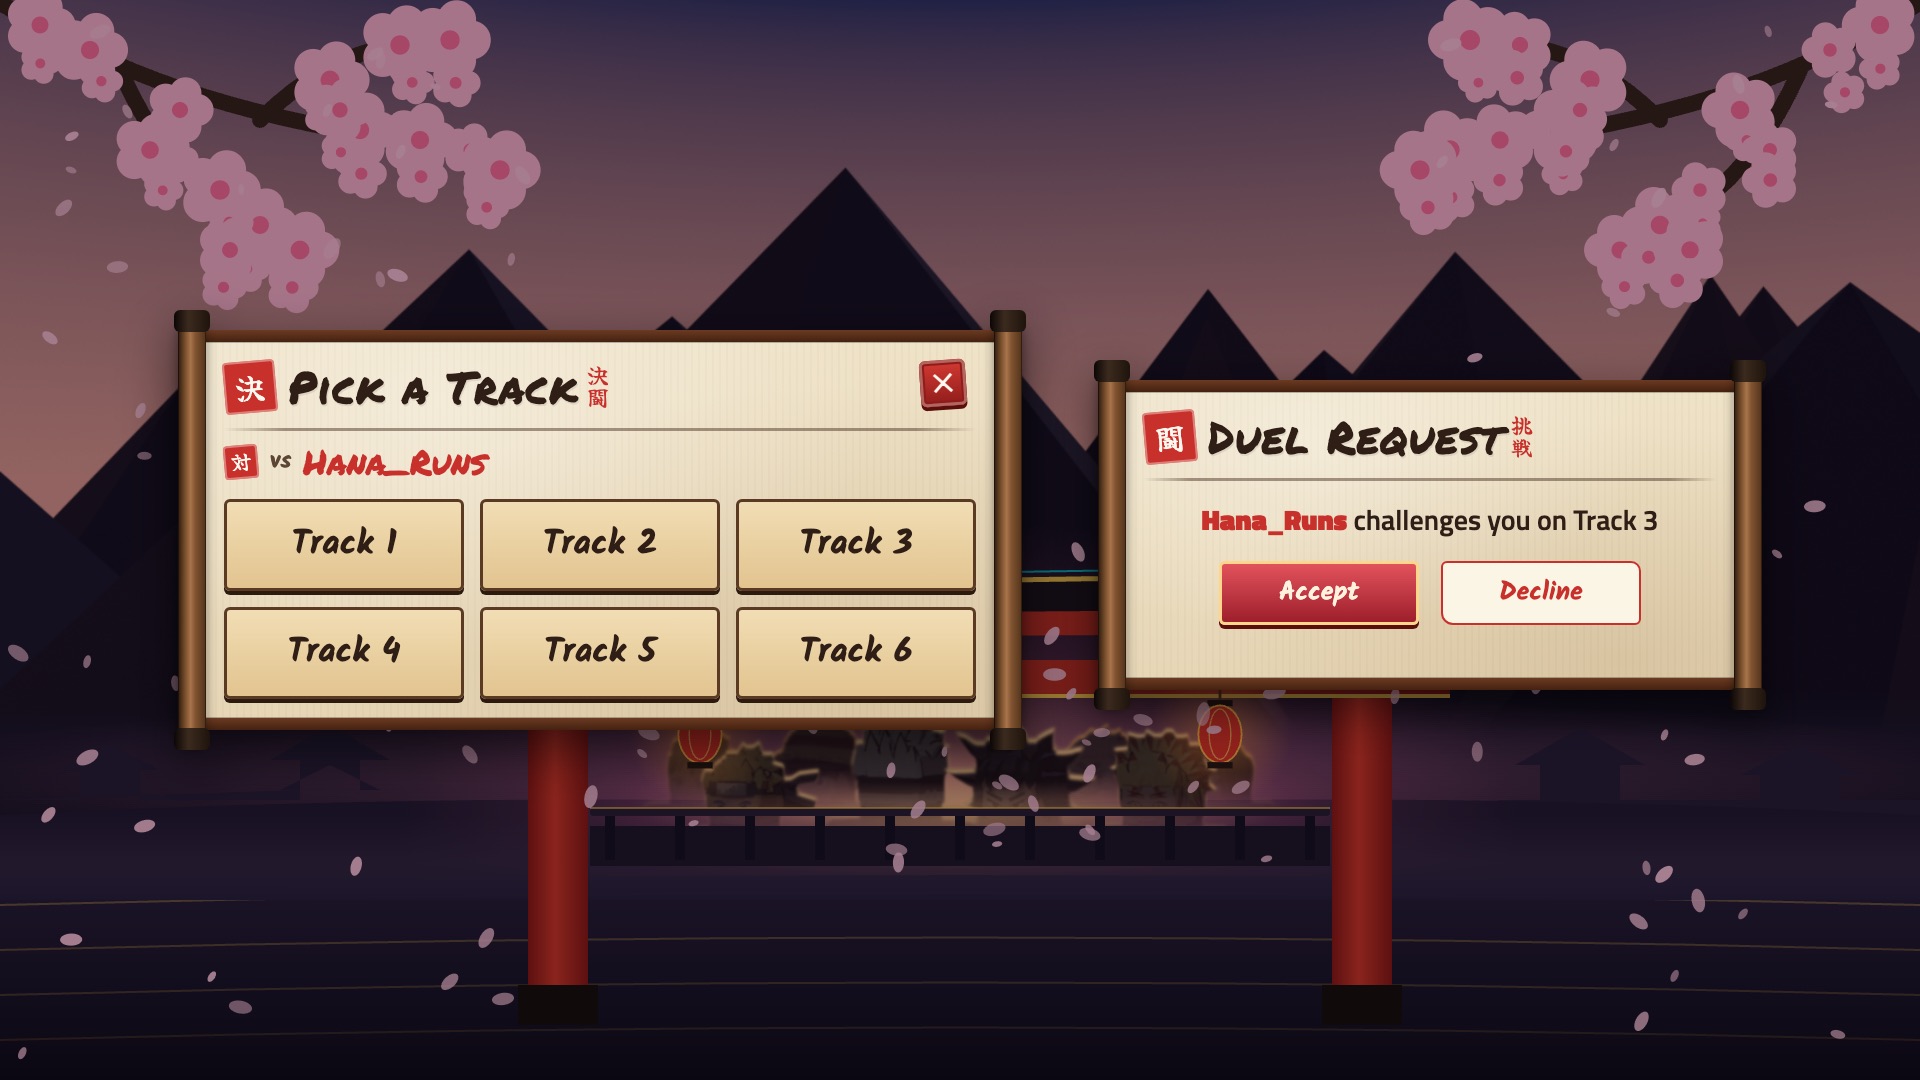 決 Pick a Track 決闘
対 vs Hana_Runs
Track 1
Track 2
Track 3
Track 4
Track 5
Track 6
闘 Duel Request 挑戦
Hana_Runs challenges you on Track 3
Accept
Decline